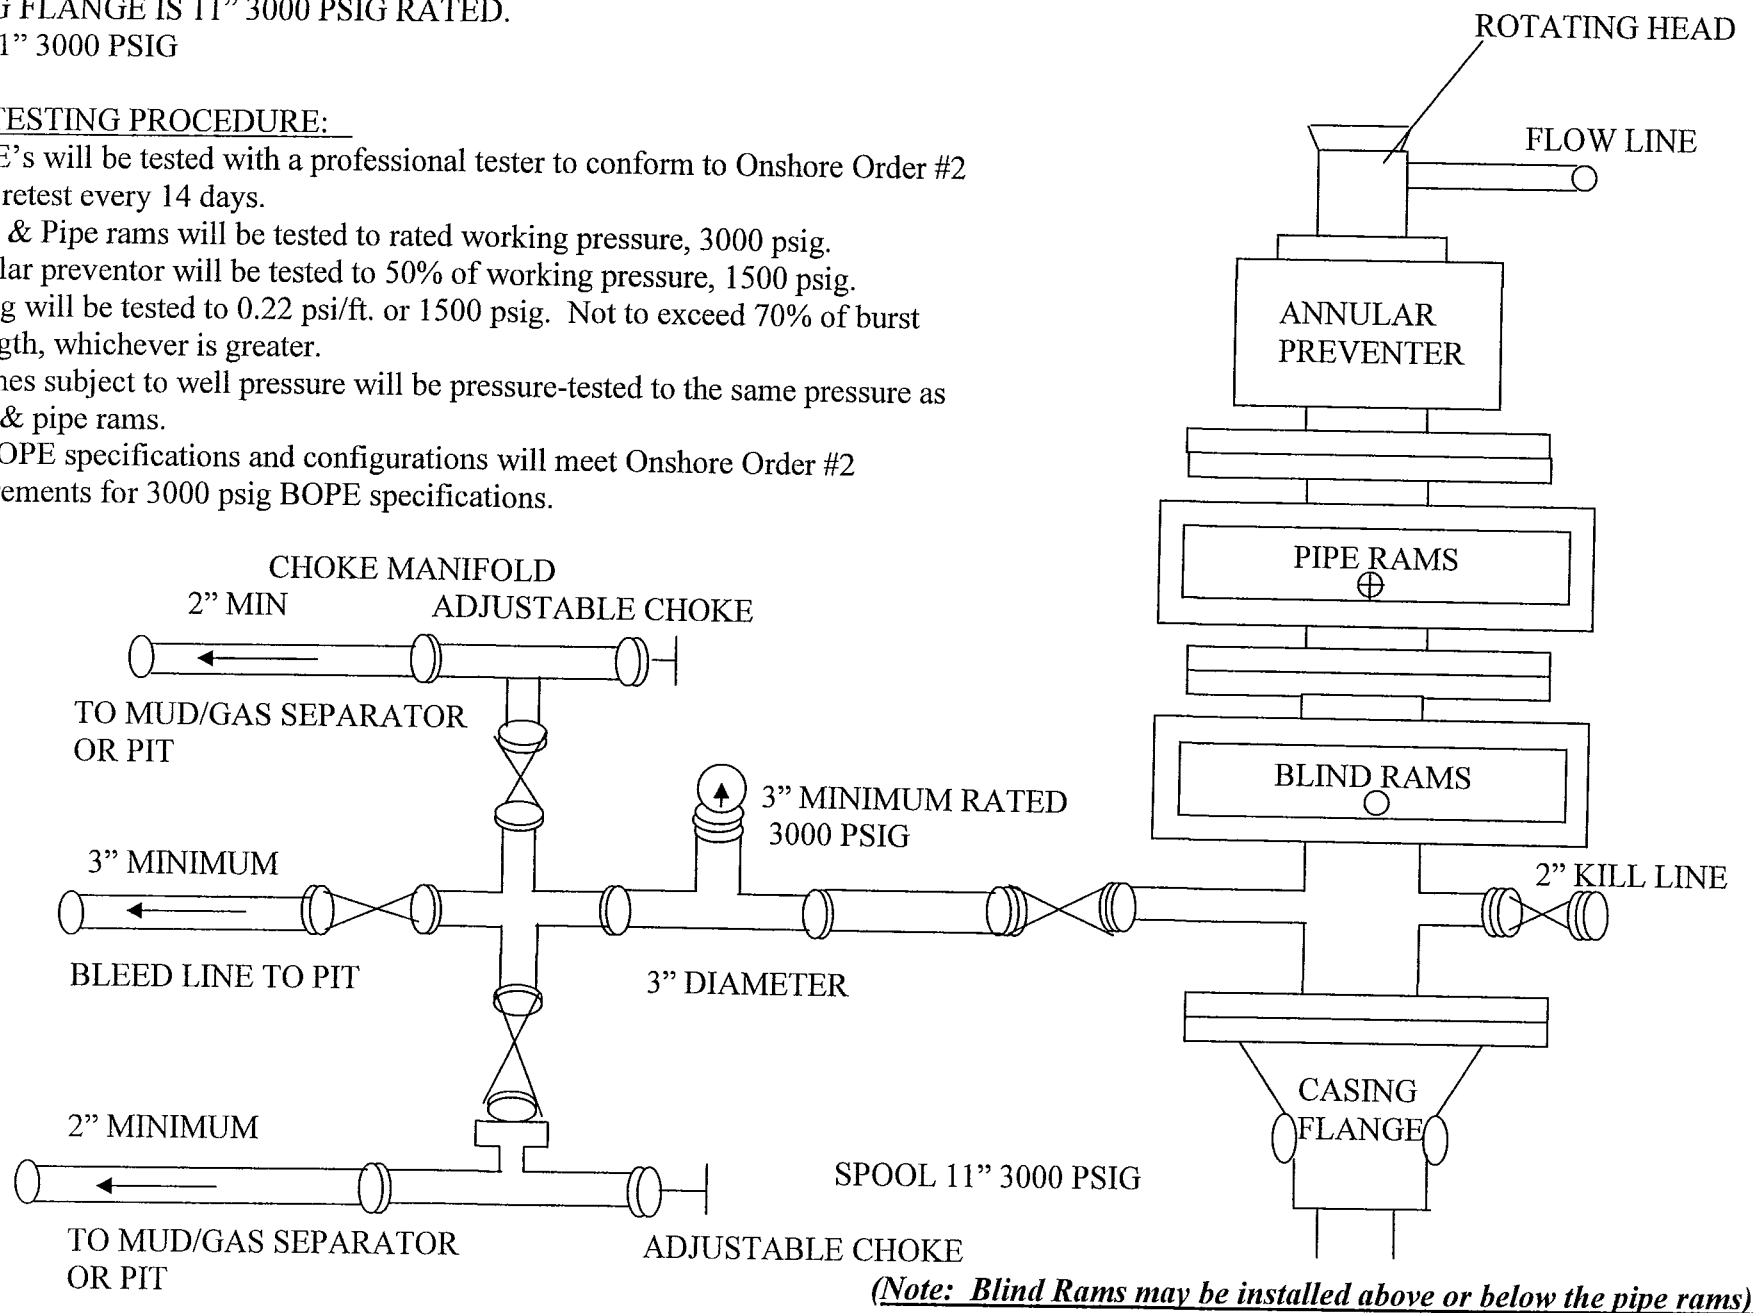 FLANGE IS 11” 3000 PSIG RATED.
3000 PSIG
TESTING PROCEDURE:
will be tested with a professional tester to conform to Onshore Order #2
retest every 14 days.
& Pipe rams will be tested to rated working pressure, 3000 psig.
preventor will be tested to 50% of working pressure, 1500 psig.
will be tested to 0.22 psi/ft. or 1500 psig. Not to exceed 70% of burst
whichever is greater.
subject to well pressure will be pressure-tested to the same pressure as
& pipe rams.
specifications and configurations will meet Onshore Order #2
for 3000 psig BOPE specifications.
ROTATING HEAD
FLOW LINE
ANNULAR
PREVENTER
PIPE RAMS
BLIND RAMS
2” KILL LINE
CASING
FLANGE
CHOKE MANIFOLD
2” MIN
ADJUSTABLE CHOKE
TO MUD/GAS SEPARATOR
OR PIT
3” MINIMUM RATED
3000 PSIG
3” MINIMUM
BLEED LINE TO PIT
3” DIAMETER
2” MINIMUM
SPOOL 11” 3000 PSIG
TO MUD/GAS SEPARATOR
OR PIT
ADJUSTABLE CHOKE
(Note: Blind Rams may be installed above or below the pipe rams)